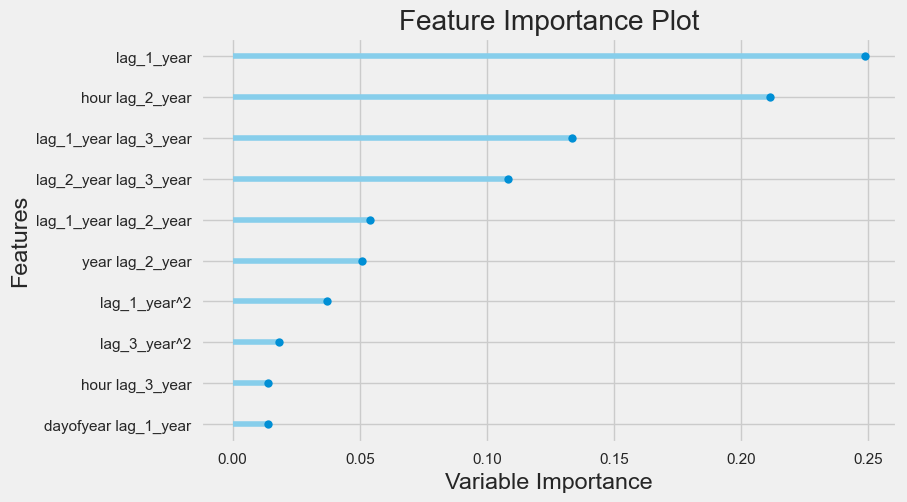 Feature Importance Plot
lag_1_year
hour lag_2_year
lag_1_year lag_3_year
lag_2_year lag_3_year
lag_1_year lag_2_year
year lag_2_year
lag_1_year^2
lag_3_year^2
hour lag_3_year
dayofyear lag_1_year
Features
0.00 0.05 0.10 0.15 0.20 0.25
Variable Importance